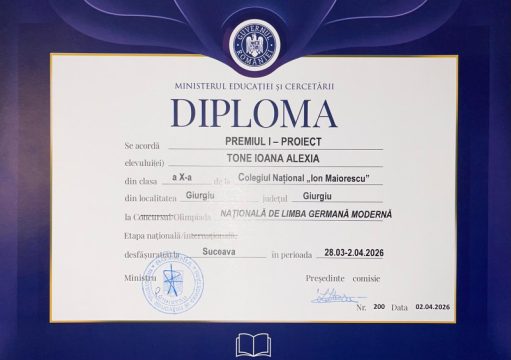 GUVERNUL ROMÂNIEI
MINISTERUL EDUCAȚIEI ȘI CERCETĂRII
DIPLOMA
Se acordă PREMIUL I – PROIECT
elevului(ei) TONE IOANA ALEXIA
din clasa a X-a de la Colegiul Național „Ion Maiorescu”
din localitatea Giurgiu județul Giurgiu
la Concursul/Olimpiada NAȚIONALĂ DE LIMBA GERMANĂ MODERNĂ
Etapa națională/internațională,
desfășurat(ă) la Suceava în perioada 28.03-2.04.2026
Ministru Președinte comisie
Nr. 200 Data 02.04.2026